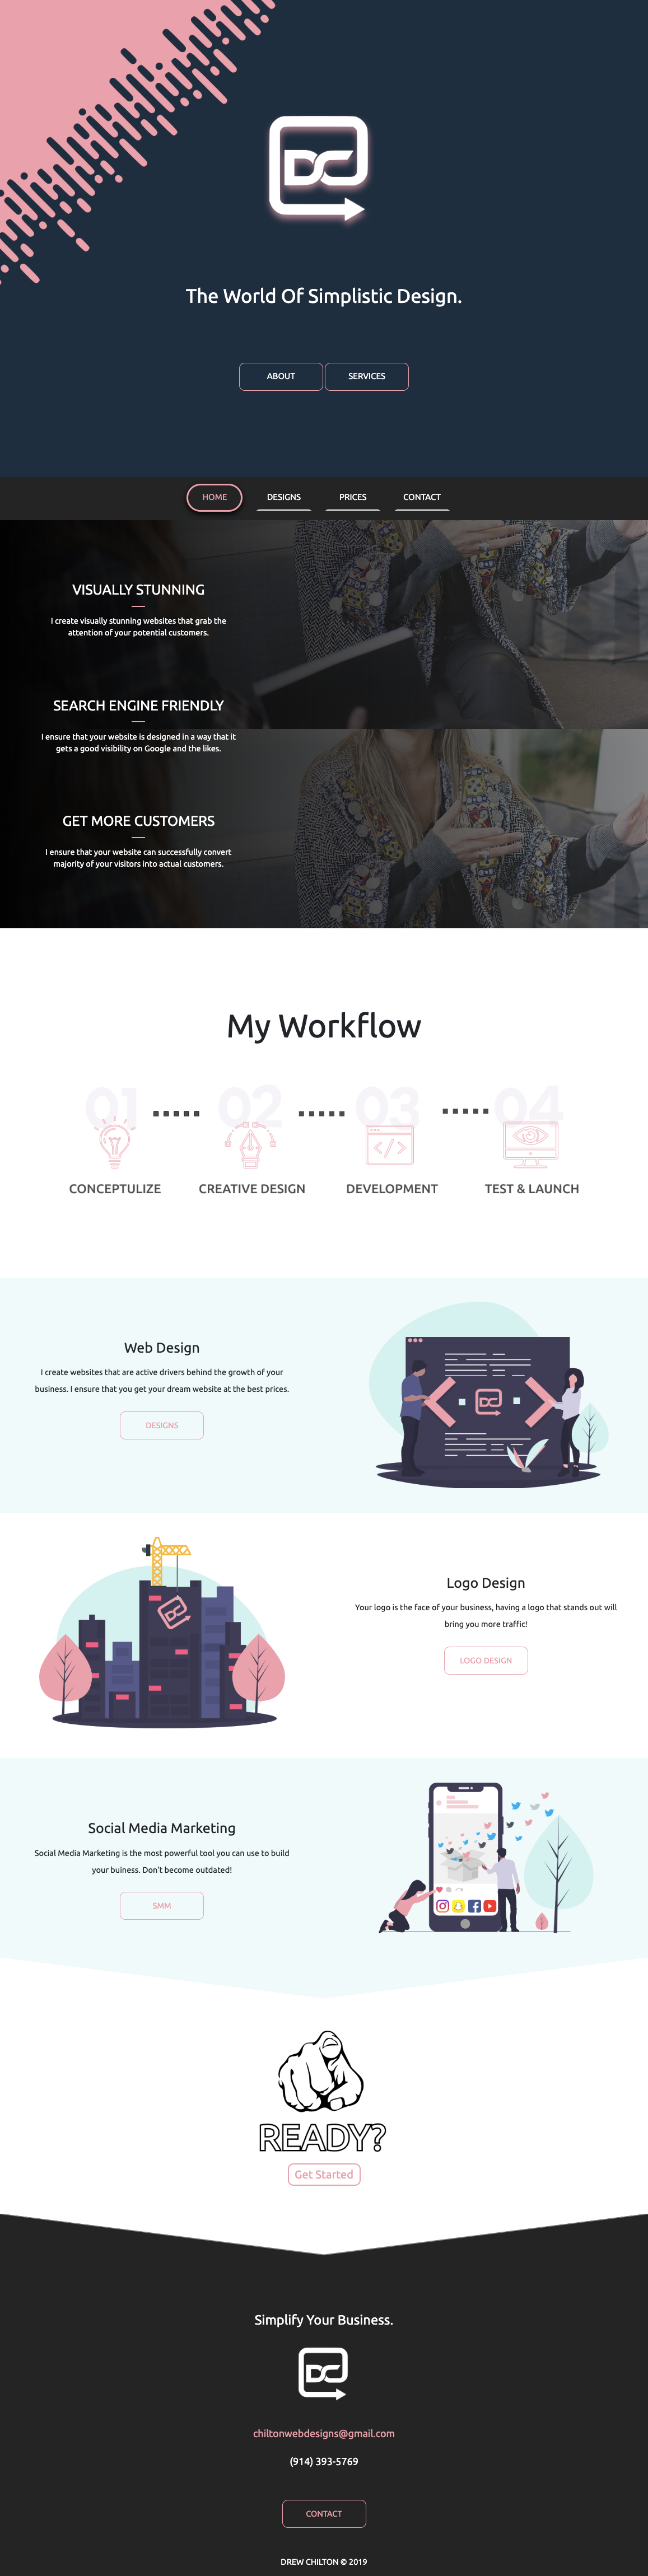 DC
The World Of Simplistic Design.
ABOUT
SERVICES
HOME
DESIGNS
PRICES
CONTACT
VISUALLY STUNNING
I create visually stunning websites that grab the
attention of your potential customers.
SEARCH ENGINE FRIENDLY
I ensure that your website is designed in a way that it
gets a good visibility on Google and the likes.
GET MORE CUSTOMERS
I ensure that your website can successfully convert
majority of your visitors into actual customers.
My Workflow
01
02
03
04
CONCEPTULIZE
CREATIVE DESIGN
DEVELOPMENT
TEST & LAUNCH
Web Design
I create websites that are active drivers behind the growth of your
business. I ensure that you get your dream website at the best prices.
DESIGNS
DC
DC
Logo Design
Your logo is the face of your business, having a logo that stands out will
bring you more traffic!
LOGO DESIGN
Social Media Marketing
Social Media Marketing is the most powerful tool you can use to build
your buiness. Don't become outdated!
SMM
READY?
Get Started
Simplify Your Business.
DC
chiltonwebdesigns@gmail.com
(914) 393-5769
CONTACT
DREW CHILTON © 2019